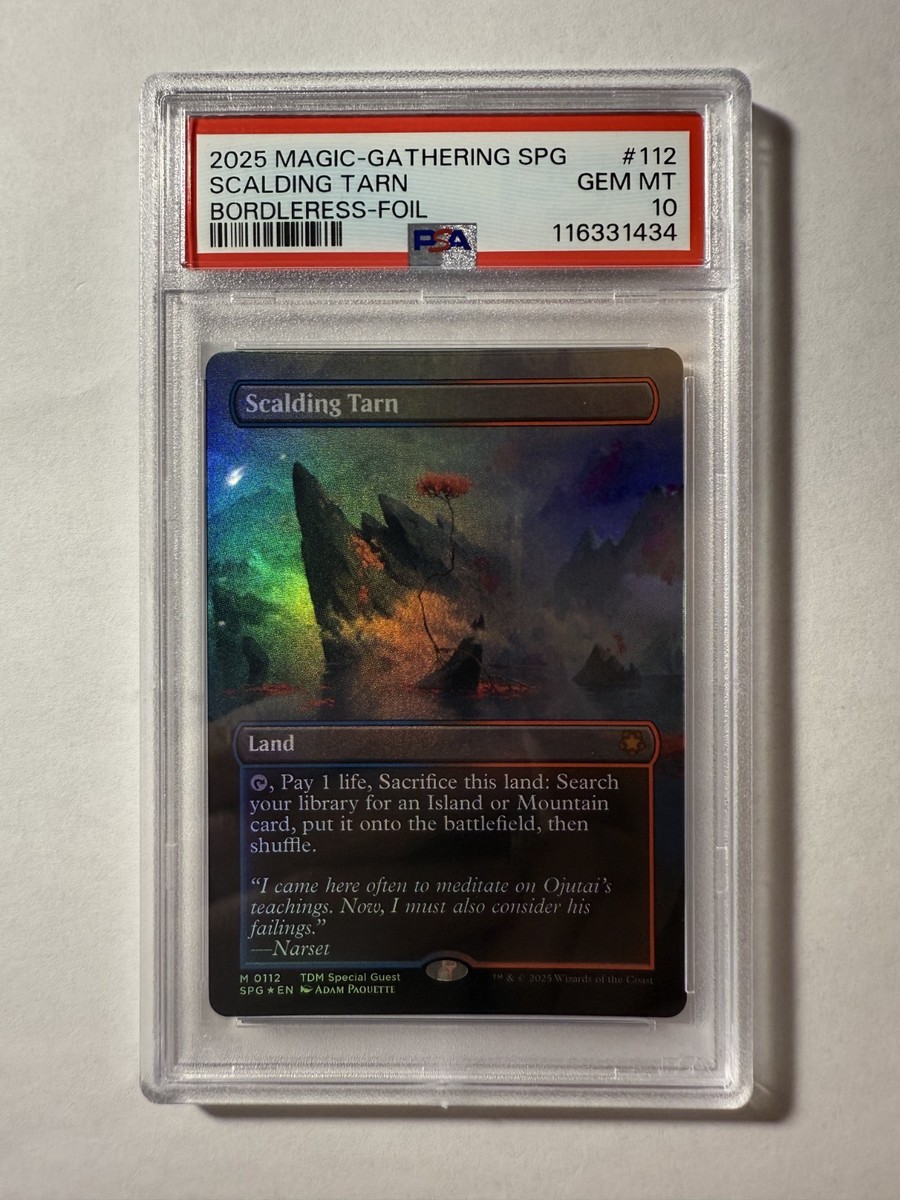 2025 MAGIC-GATHERING SPG #112
SCALDING TARN GEM MT
BORDLERESS-FOIL 10
PSA 116331434
Scalding Tarn
Land
, Pay 1 life, Sacrifice this land: Search
your library for an Island or Mountain
card, put it onto the battlefield, then
shuffle.
“I came here often to meditate on Ojutai’s
teachings. Now, I must also consider his
failings.”
—Narset
M 0112 TDM Special Guest ™ & © 2025 Wizards of the Coast
SPG★EN ADAM PAQUETTE